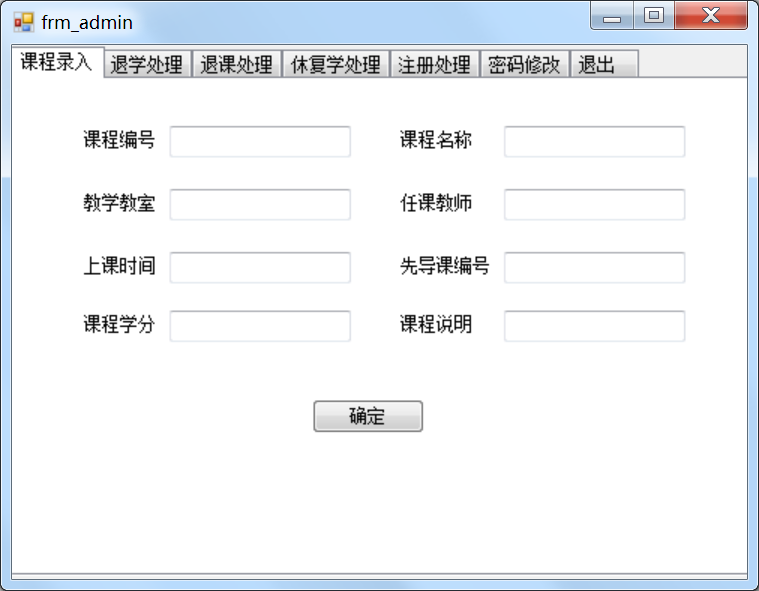 frm_admin
课程录入 退学处理 退课处理 休复学处理 注册处理 密码修改 退出
课程编号 课程名称
教学教室 任课教师
上课时间 先导课编号
课程学分 课程说明
确定